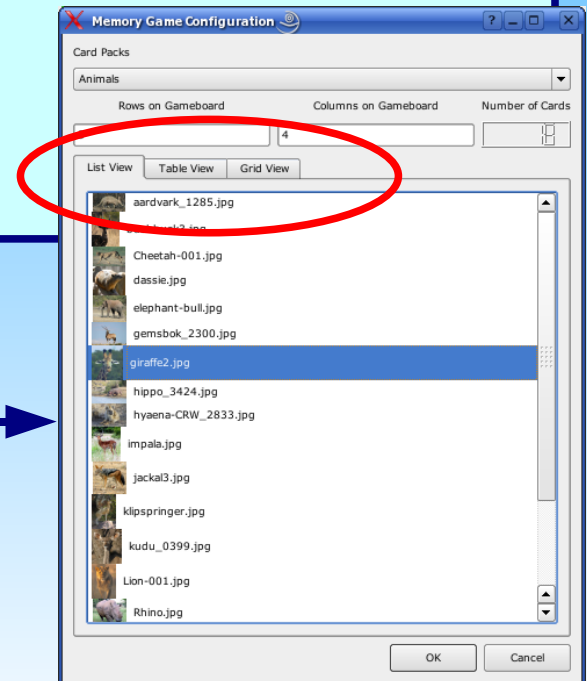 Memory Game Configuration
Card Packs
Animals
Rows on Gameboard Columns on Gameboard Number of Cards
4
List View Table View Grid View
aardvark_1285.jpg
Cheetah-001.jpg
dassie.jpg
elephant-bull.jpg
gemsbok_2300.jpg
giraffe2.jpg
hippo_3424.jpg
hyaena-CRW_2833.jpg
impala.jpg
jackal3.jpg
klipspringer.jpg
kudu_0399.jpg
Lion-001.jpg
Rhino.jpg
OK Cancel